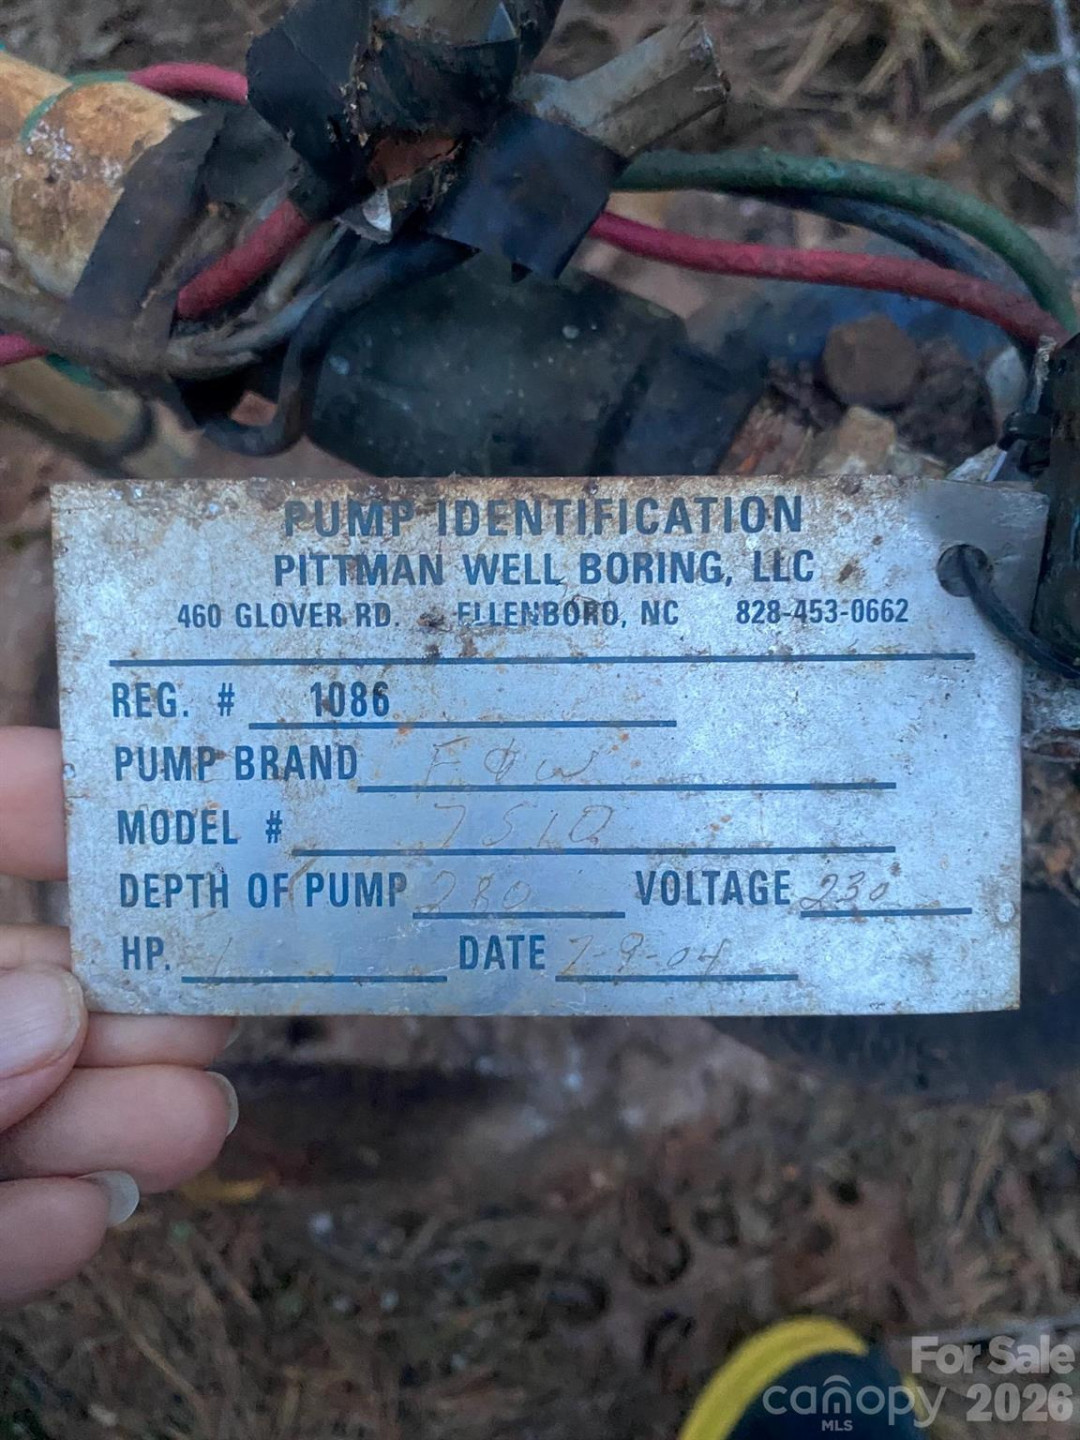 PUMP IDENTIFICATION
PITTMAN WELL BORING, LLC
460 GLOVER RD. ELLENBORO, NC 828-453-0662
REG. # 1086
PUMP BRAND F & W
MODEL #
DEPTH OF PUMP 280 VOLTAGE 230
HP. 1 DATE 7-9-04
For Sale
canopy 2026
MLS